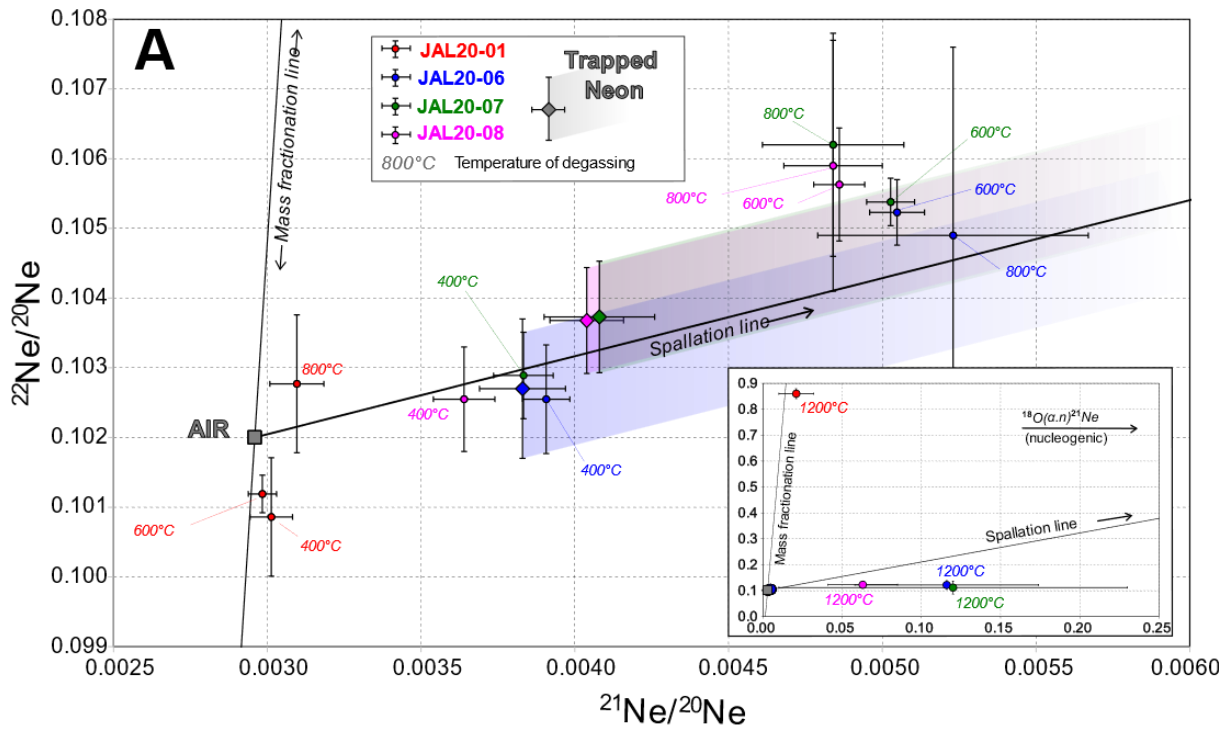 A
0.108
0.107
0.106
0.105
0.104
0.103
0.102
0.101
0.100
0.099
²²Ne/²⁰Ne
Mass fractionation line
JAL20-01
JAL20-06
JAL20-07
JAL20-08
800°C Temperature of degassing
Trapped
Neon
800°C
600°C
800°C
600°C
600°C
800°C
400°C
Spallation line
800°C
400°C
AIR
400°C
600°C
400°C
0.9
0.8
0.7
0.6
0.5
0.4
0.3
0.2
0.1
0.0
Mass fractionation line
1200°C
¹⁸O(α.n)²¹Ne
(nucleogenic)
Spallation line
1200°C
1200°C
1200°C
0.00 0.05 0.10 0.15 0.20 0.25
0.0025 0.0030 0.0035 0.0040 0.0045 0.0050 0.0055 0.0060
²¹Ne/²⁰Ne